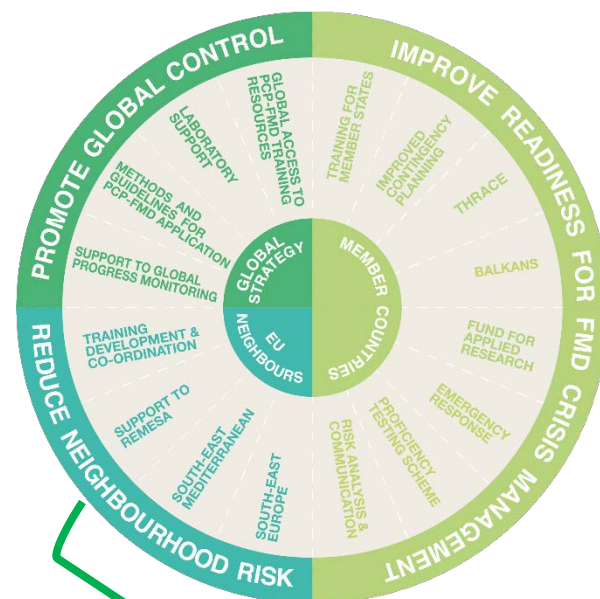 PROMOTE GLOBAL CONTROL
IMPROVE READINESS FOR FMD CRISIS MANAGEMENT
REDUCE NEIGHBOURHOOD RISK
GLOBAL
STRATEGY
MEMBER COUNTRIES
EU
NEIGHBOURS
SUPPORT TO GLOBAL
PROGRESS MONITORING
METHODS AND
GUIDELINES FOR
PCP-FMD APPLICATION
LABORATORY
SUPPORT
GLOBAL ACCESS TO
PCP-FMD TRAINING
RESOURCES
TRAINING FOR
MEMBER STATES
IMPROVED
CONTINGENCY
PLANNING
THRACE
BALKANS
FUND FOR
APPLIED
RESEARCH
EMERGENCY
RESPONSE
PROFICIENCY
TESTING SCHEME
RISK ANALYSIS &
COMMUNICATION
SOUTH-EAST
EUROPE
SOUTH-EAST
MEDITERRANEAN
SUPPORT TO
REMESA
TRAINING
DEVELOPMENT &
CO-ORDINATION